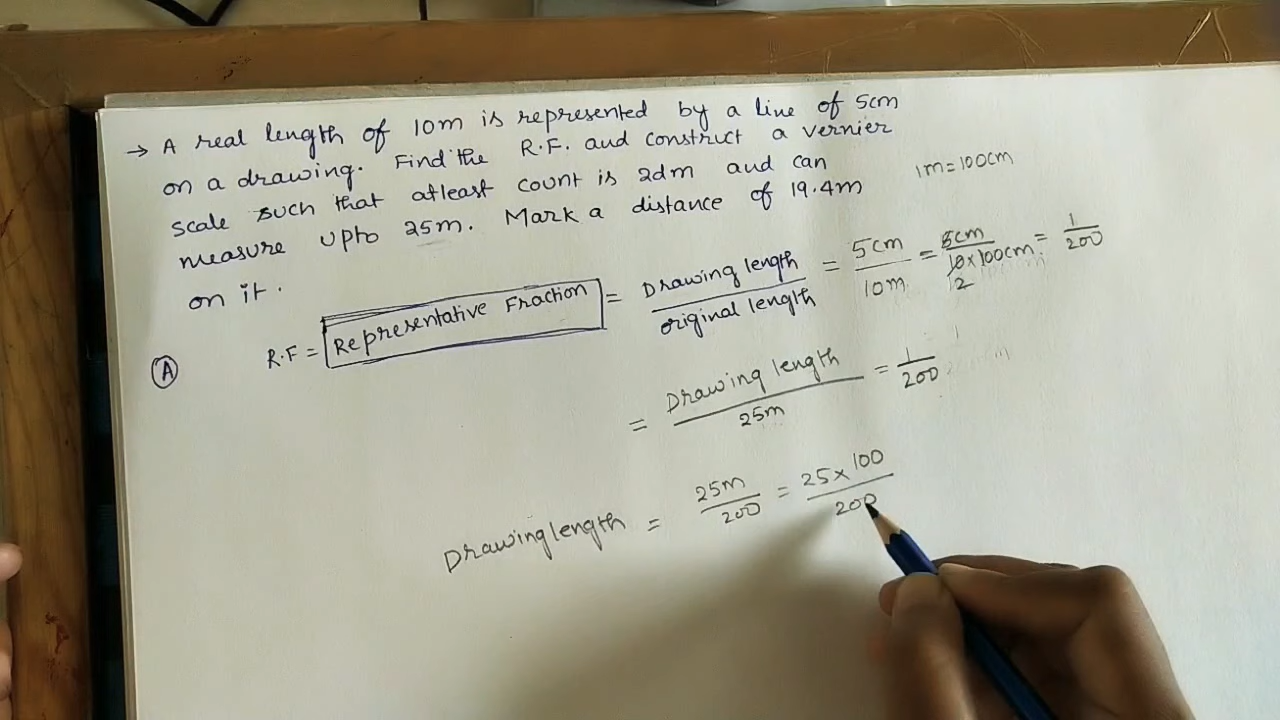 → A real length of 10m is represented by a line of 5cm
on a drawing. Find the R.F. and construct a vernier
scale such that atleast count is 2dm and can
measure upto 25m. Mark a distance of 19.4m
on it.
1m=100cm
Ⓐ R.F = Representative Fraction = Drawing length / original length = 5cm / 10m = 5cm / 10×100cm = 1 / 200
2
= Drawing length / 25m = 1 / 200
Drawing length = 25m / 200 = 25×100 / 200